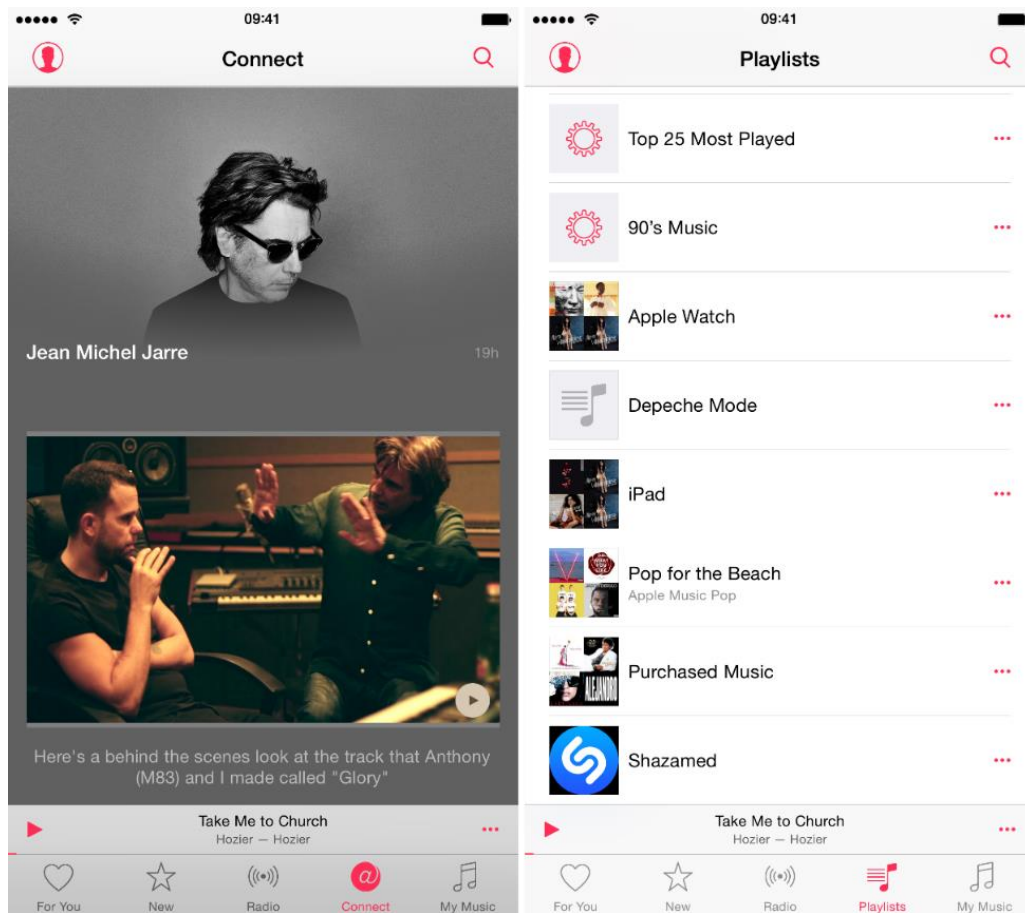 09:41
Connect
Jean Michel Jarre
19h
Here's a behind the scenes look at the track that Anthony
(M83) and I made called "Glory"
Take Me to Church
Hozier — Hozier
For You
New
Radio
@
Connect
My Music
09:41
Playlists
Top 25 Most Played
90's Music
Apple Watch
Depeche Mode
iPad
Pop for the Beach
Apple Music Pop
Purchased Music
ALEJANDRO
Shazamed
Take Me to Church
Hozier — Hozier
For You
New
Radio
Playlists
My Music